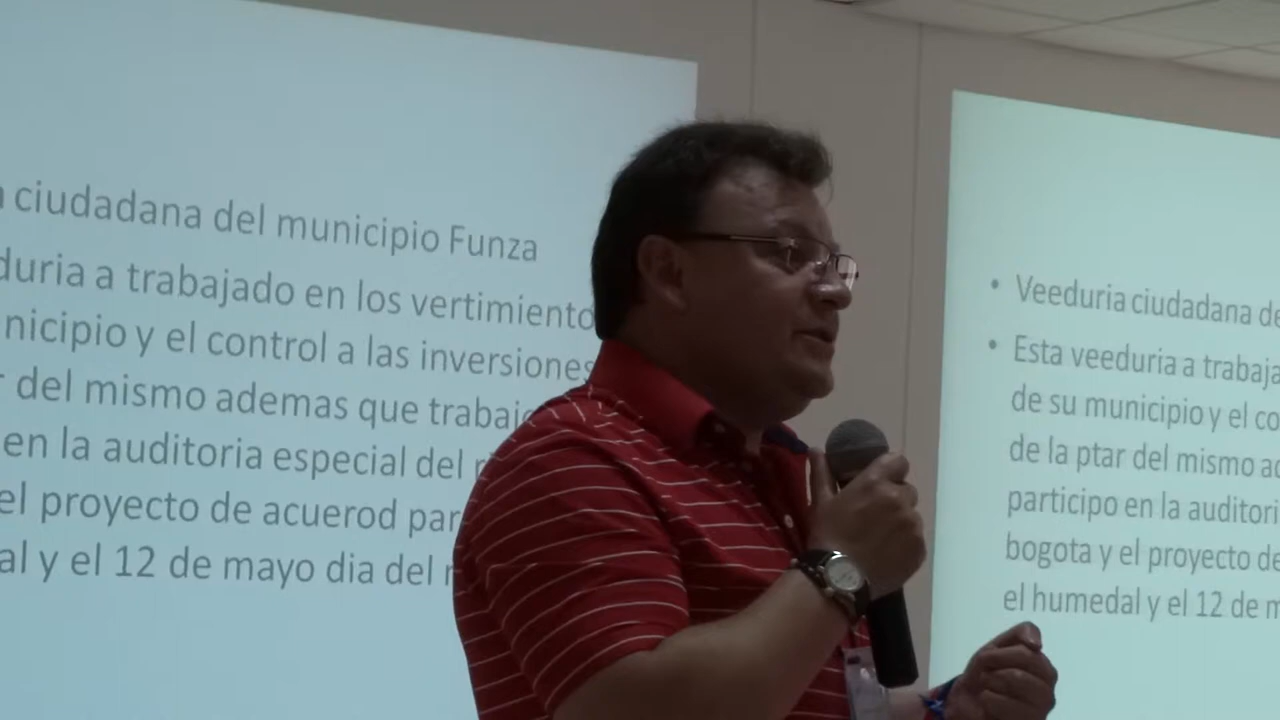 ciudadana del municipio Funza
duria a trabajado en los vertimiento
nicipio y el control a las inversiones
del mismo ademas que trabajo
en la auditoria especial del
el proyecto de acuerod par
al y el 12 de mayo dia del
• Veeduria ciudadana de
• Esta veeduria a trabaja
de su municipio y el co
de la ptar del mismo ad
participo en la auditori
bogota y el proyecto de
el humedal y el 12 de m